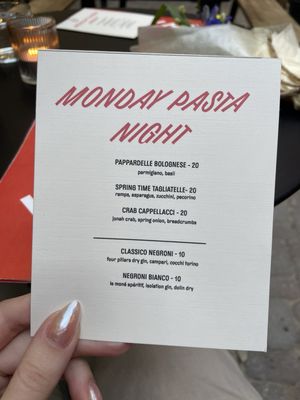 MONDAY PASTA
NIGHT
PAPPARDELLE BOLOGNESE - 20
parmigiano, basil
SPRING TIME TAGLIATELLE- 20
ramps, asparagus, zucchini, pecorino
CRAB CAPPELLACCI - 20
jonah crab, spring onion, breadcrumbs
CLASSICO NEGRONI - 10
four pillars dry gin, campari, cocchi torino
NEGRONI BIANCO - 10
le moné apéritif, isolation gin, dolin dry